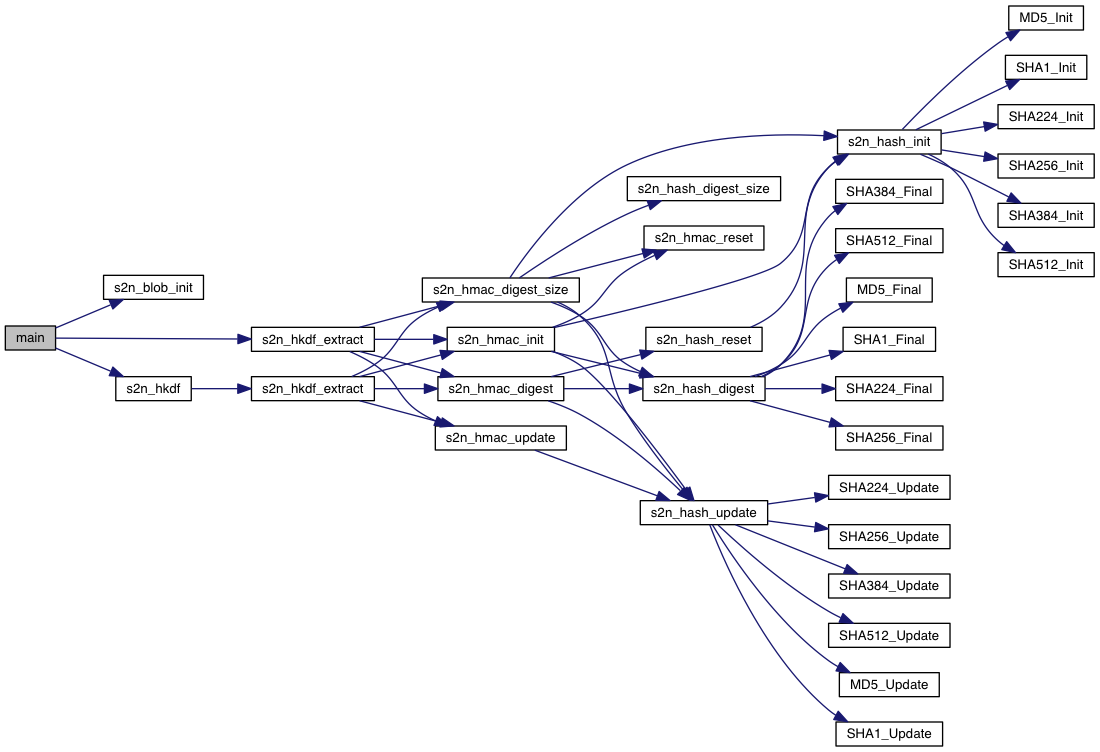 MD5_Init
SHA1_Init
SHA224_Init
s2n_hash_init
SHA256_Init
s2n_hash_digest_size
SHA384_Final
SHA384_Init
s2n_hmac_reset
SHA512_Final
SHA512_Init
s2n_blob_init
s2n_hmac_digest_size
MD5_Final
main
s2n_hkdf_extract
s2n_hmac_init
s2n_hash_reset
SHA1_Final
s2n_hkdf
s2n_hkdf_extract
s2n_hmac_digest
s2n_hash_digest
SHA224_Final
s2n_hmac_update
SHA256_Final
SHA224_Update
s2n_hash_update
SHA256_Update
SHA384_Update
SHA512_Update
MD5_Update
SHA1_Update